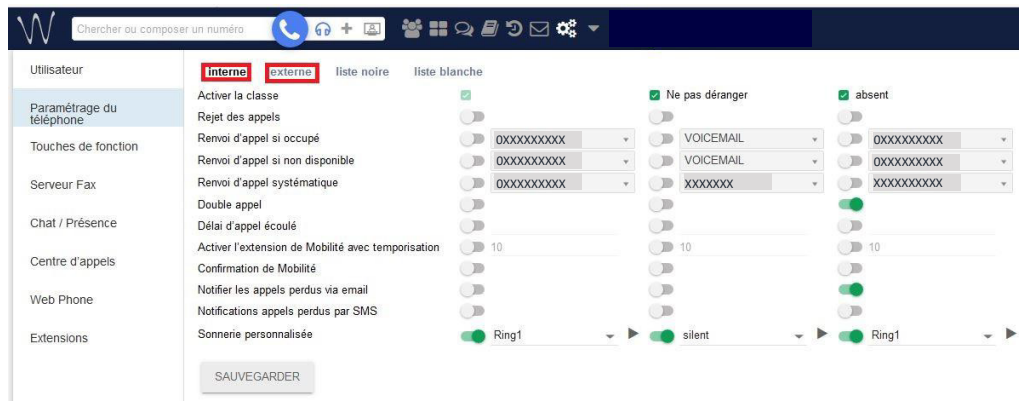 Chercher ou composer un numéro
Utilisateur
Paramétrage du
téléphone
Touches de fonction
Serveur Fax
Chat / Présence
Centre d'appels
Web Phone
Extensions
interne externe liste noire liste blanche
Activer la classe Ne pas déranger absent
Rejet des appels
Renvoi d'appel si occupé 0XXXXXXXXX VOICEMAIL 0XXXXXXXXX
Renvoi d'appel si non disponible 0XXXXXXXXX VOICEMAIL 0XXXXXXXXX
Renvoi d'appel systématique 0XXXXXXXXX XXXXXXX XXXXXXXXXX
Double appel
Délai d'appel écoulé
Activer l'extension de Mobilité avec temporisation 10 10 10
Confirmation de Mobilité
Notifier les appels perdus via email
Notifications appels perdus par SMS
Sonnerie personnalisée Ring1 silent Ring1
SAUVEGARDER